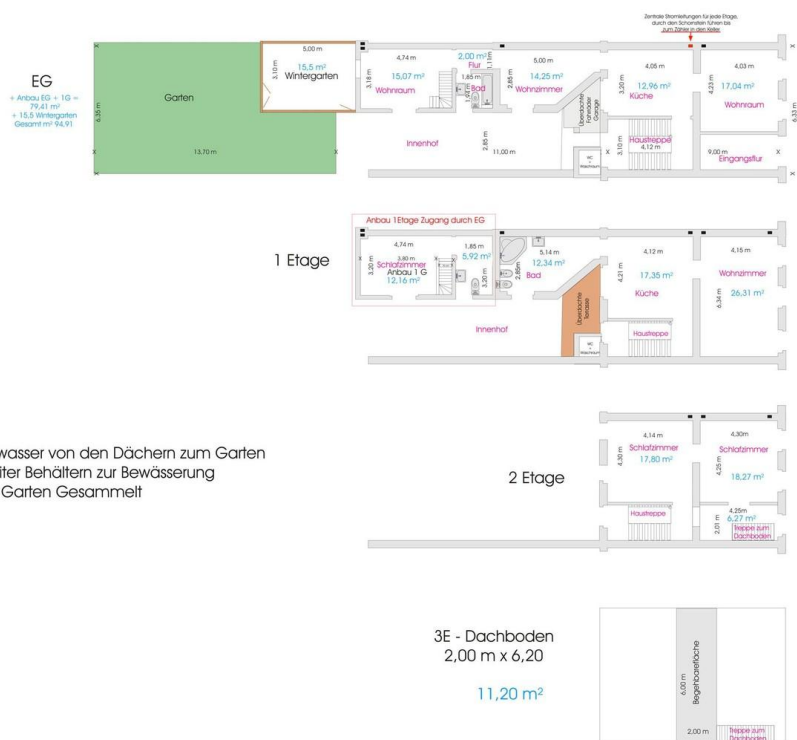 Zentrale Stromleitungen für jede Etage,
durch den Schornstein führen bis
zum Zähler in den Keller
EG
+ Anbau EG + 1G =
79,41 m²
+ 15,5 Wintergarten
Gesamt m² 94,91
6,35 m
Garten
13,70 m
5,00 m
3,10 m
15,5 m²
Wintergarten
4,74 m
3,18 m
15,07 m²
Wohnraum
2,00 m²
Flur
1,11m
1,85 m
Bad
5,00 m
2,85 m
14,25 m²
Wohnzimmer
Überdachte
Fahrräder
Garage
4,05 m
3,20 m
12,96 m²
Küche
4,03 m
4,23 m
17,04 m²
Wohnraum
6,33 m
Innenhof
2,85 m
11,00 m
3,10 m
Haustreppe
4,12 m
9,00 m
Eingangsflur
1 Etage
Anbau 1Etage Zugang durch EG
4,74 m
3,20 m
3,80 m
Schlafzimmer
Anbau 1 G
12,16 m²
1,85 m
5,92 m²
3,20 m
5,14 m
12,34 m²
2,85m
Bad
Innenhof
Überdachte
Terrasse
4,12 m
4,21 m
17,35 m²
Küche
Haustreppe
4,15 m
Wohnzimmer
6,34 m
26,31 m²
wasser von den Dächern zum Garten
iter Behältern zur Bewässerung
Garten Gesammelt
2 Etage
4,14 m
4,30 m
Schlafzimmer
17,80 m²
Haustreppe
4,30m
Schlafzimmer
4,25 m
18,27 m²
4,25m
6,27 m²
2,01 m
Treppe zum
Dachboden
3E - Dachboden
2,00 m x 6,20
11,20 m²
6,00 m
Begehbarefläche
2,00 m
Treppe zum
Dachboden